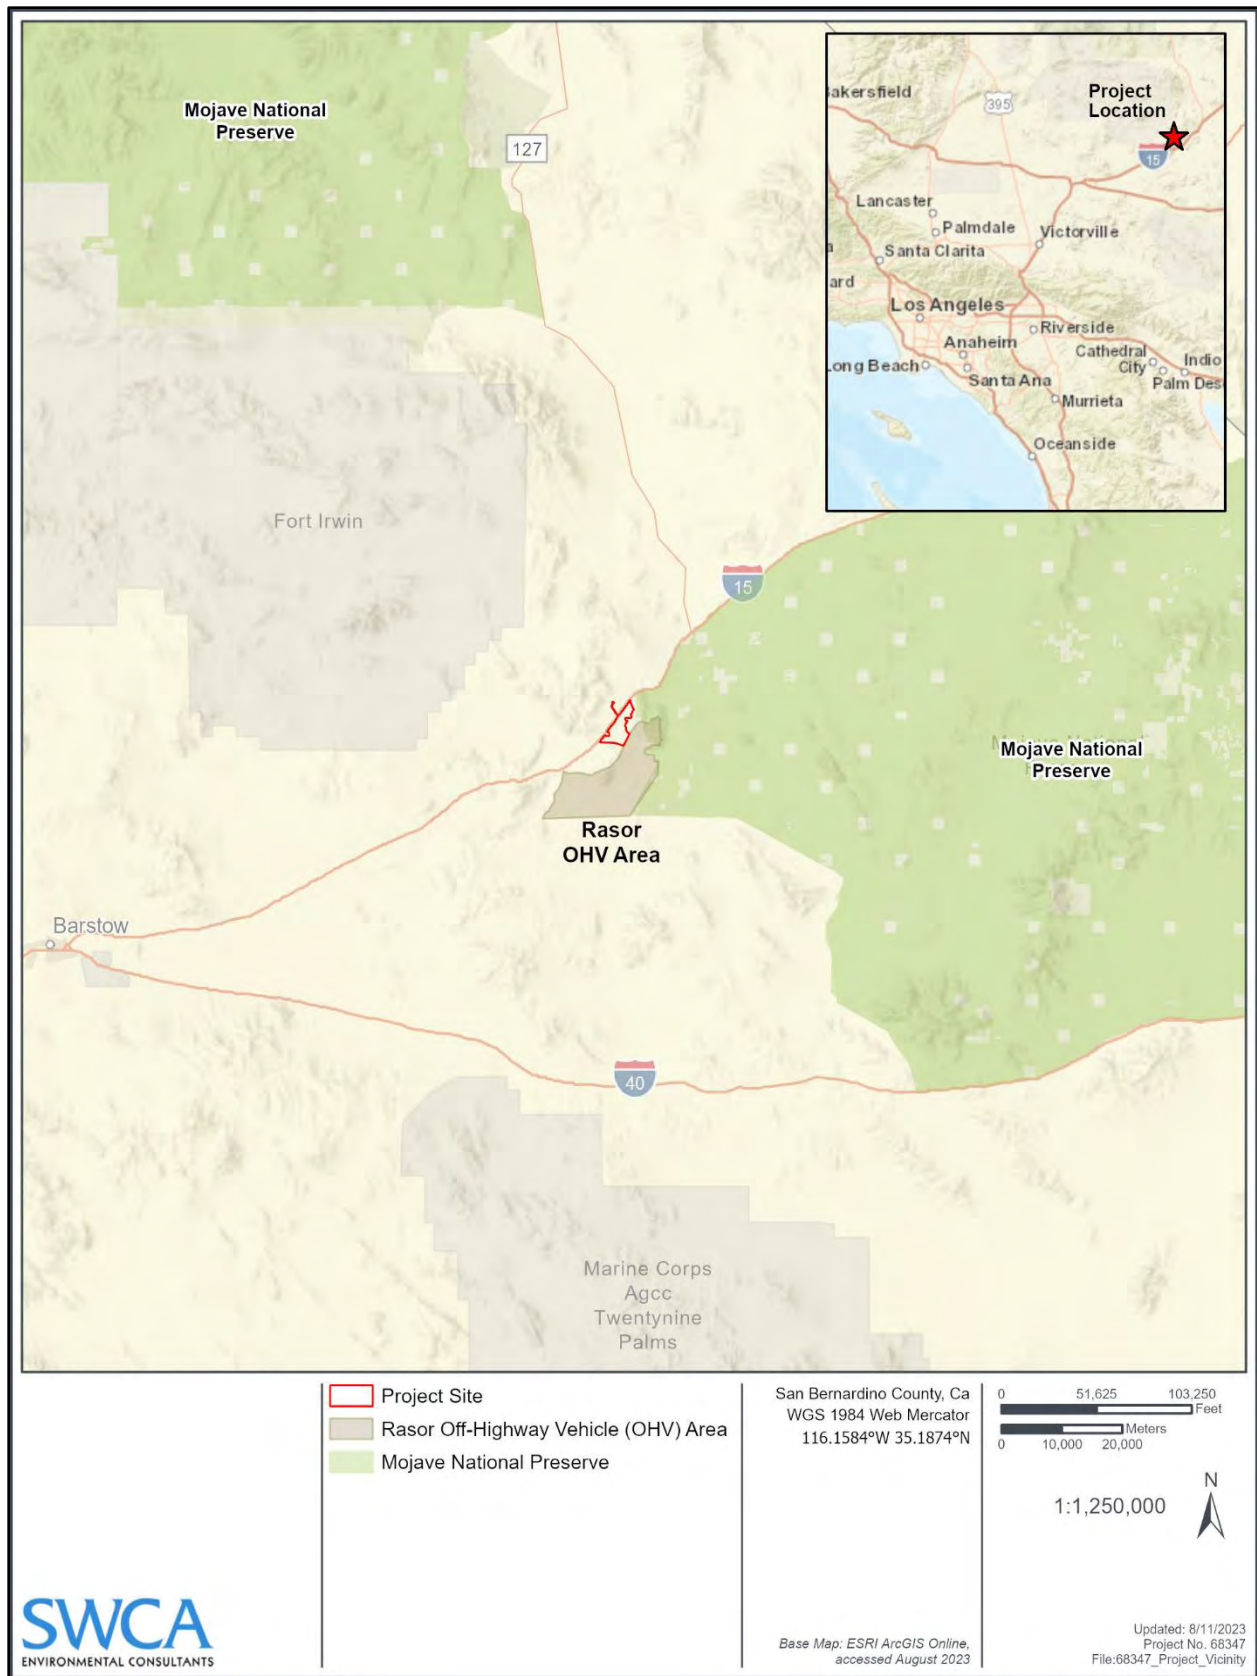 Mojave National
Preserve
127
Bakersfield
395
Project
Location
15
Lancaster
Palmdale
Victorville
Santa Clarita
ard
Los Angeles
Riverside
Anaheim
Cathedral
City
Indio
Long Beach
Santa Ana
Palm Des
Murrieta
Oceanside
Fort Irwin
15
Mojave National
Preserve
Rasor
OHV Area
Barstow
40
Marine Corps
Agcc
Twentynine
Palms
Project Site
Rasor Off-Highway Vehicle (OHV) Area
Mojave National Preserve
San Bernardino County, Ca
WGS 1984 Web Mercator
116.1584°W 35.1874°N
Base Map: ESRI ArcGIS Online,
accessed August 2023
0 51,625 103,250
Feet
Meters
0 10,000 20,000
N
1:1,250,000
SWCA
ENVIRONMENTAL CONSULTANTS
Updated: 8/11/2023
Project No. 68347
File:68347_Project_Vicinity